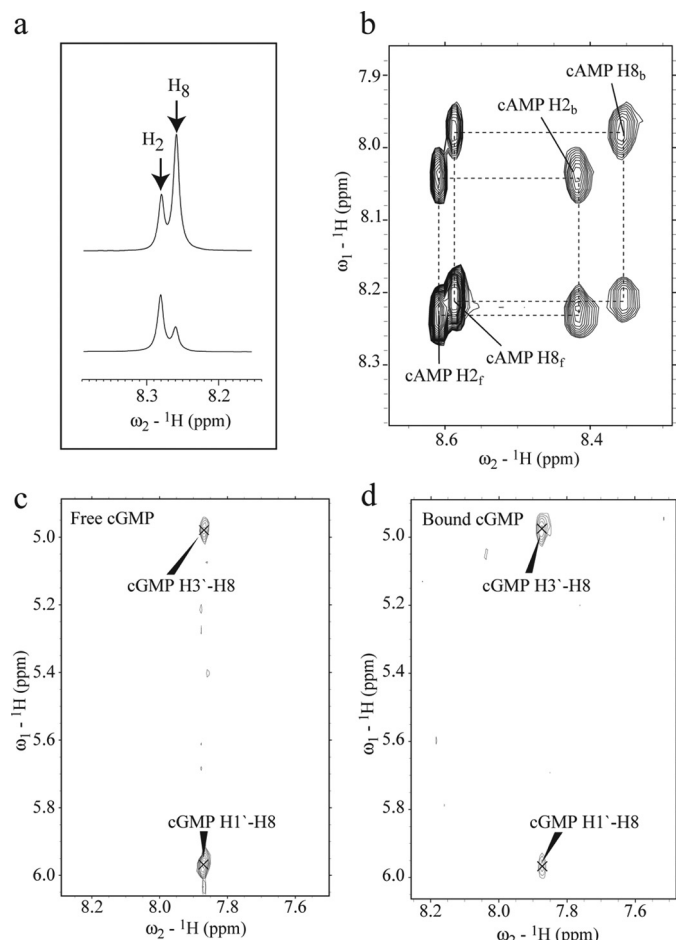 a
H2
H8
8.3
8.2
ω2 - 1H (ppm)
b
7.9
8.0
8.1
8.2
8.3
ω1 - 1H (ppm)
cAMP H8b
cAMP H2b
cAMP H8f
cAMP H2f
8.6
8.4
ω2 - 1H (ppm)
c
Free cGMP
5.0
5.2
5.4
5.6
5.8
6.0
ω1 - 1H (ppm)
cGMP H3`-H8
cGMP H1`-H8
8.2
8.0
7.8
7.6
ω2 - 1H (ppm)
d
Bound cGMP
5.0
5.2
5.4
5.6
5.8
6.0
ω1 - 1H (ppm)
cGMP H3`-H8
cGMP H1`-H8
8.2
8.0
7.8
7.6
ω2 - 1H (ppm)